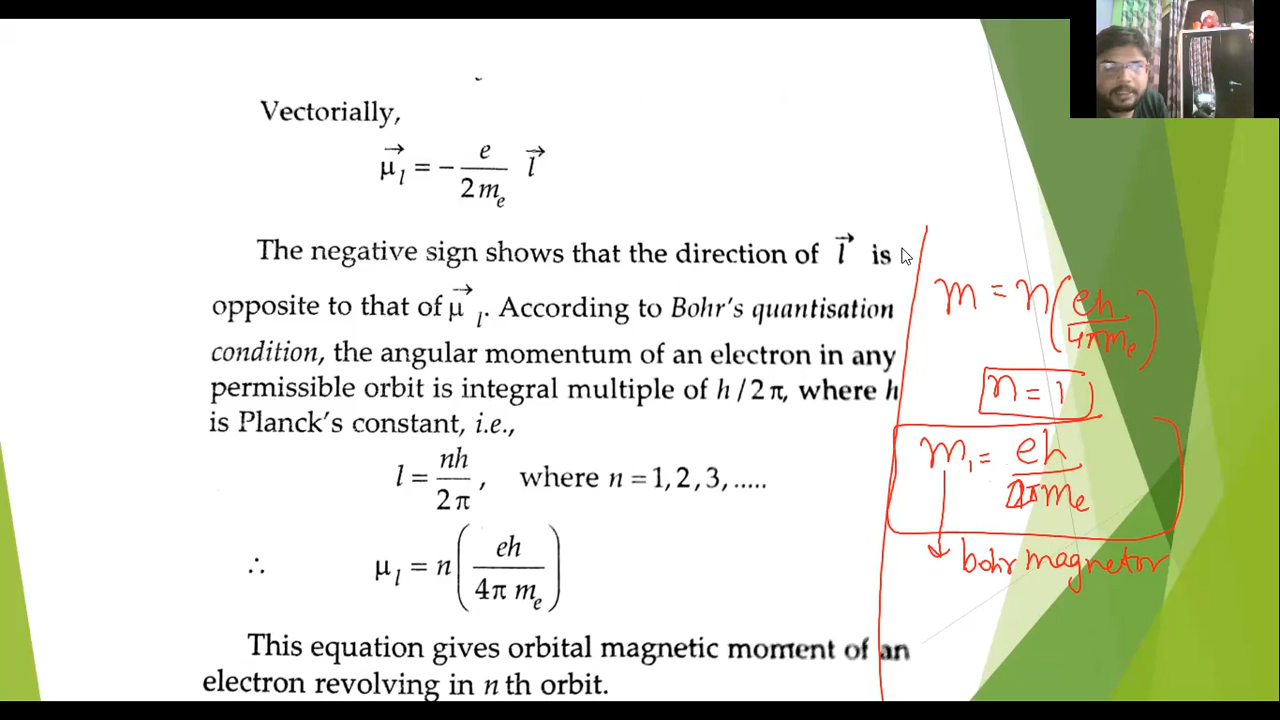 Vectorially,
μ⃗_l = - e / 2m_e l⃗
The negative sign shows that the direction of l⃗ is
opposite to that of μ⃗_l. According to Bohr's quantisation
condition, the angular momentum of an electron in any
permissible orbit is integral multiple of h/2π, where h
is Planck's constant, i.e.,
l = nh / 2π , where n = 1, 2, 3, .....
∴ μ_l = n ( eh / 4π m_e )
This equation gives orbital magnetic moment of an
electron revolving in n th orbit.
m = n ( eh / 4πm_e )
n = 1
m_1 = eh / πm_e
bohr magnetor